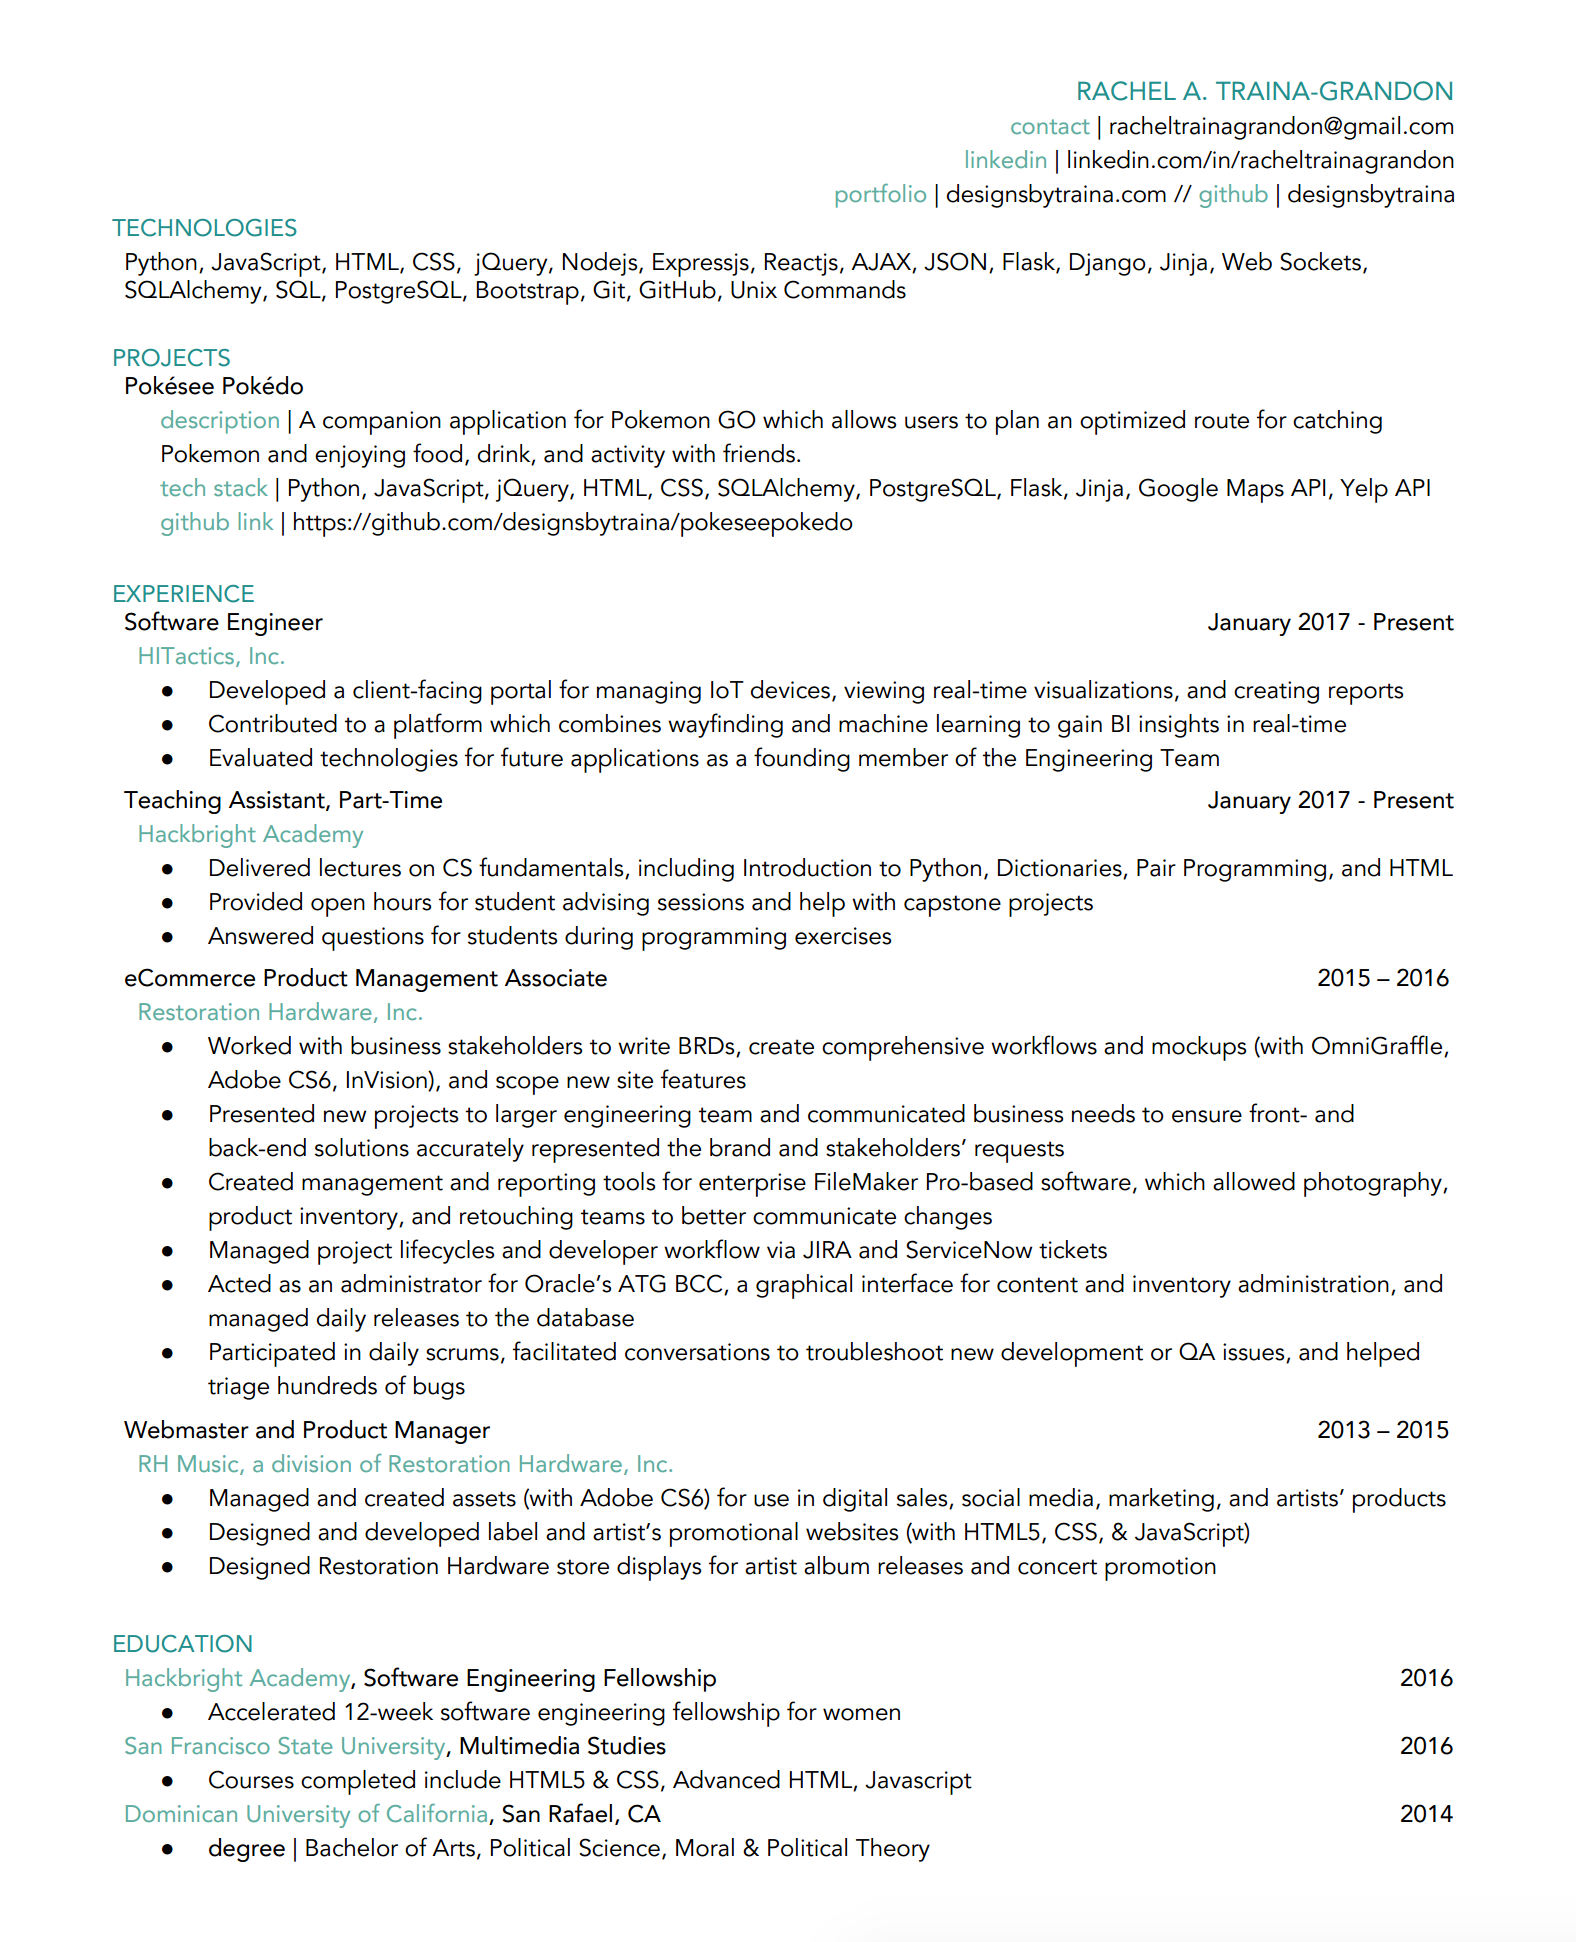 RACHEL A. TRAINA-GRANDON
contact | racheltrainagrandon@gmail.com
linkedin | linkedin.com/in/racheltrainagrandon
portfolio | designsbytraina.com // github | designsbytraina
TECHNOLOGIES
Python, JavaScript, HTML, CSS,  jQuery, Nodejs, Expressjs, Reactjs, AJAX, JSON, Flask, Django, Jinja, Web Sockets,
SQLAlchemy, SQL, PostgreSQL, Bootstrap, Git, GitHub, Unix Commands
PROJECTS
Pokésee Pokédo
description | A companion application for Pokemon GO which allows users to plan an optimized route for catching
Pokemon and enjoying food, drink, and activity with friends.
tech stack | Python, JavaScript, jQuery, HTML, CSS, SQLAlchemy, PostgreSQL, Flask, Jinja, Google Maps API, Yelp API
github link | https://github.com/designsbytraina/pokeseepokedo
EXPERIENCE
Software Engineer January 2017 - Present
HITactics, Inc.
● Developed a client-facing portal for managing IoT devices, viewing real-time visualizations, and creating reports
● Contributed to a platform which combines wayfinding and machine learning to gain BI insights in real-time
● Evaluated technologies for future applications as a founding member of the Engineering Team
Teaching Assistant, Part-Time January 2017 - Present
Hackbright Academy
● Delivered lectures on CS fundamentals, including Introduction to Python, Dictionaries, Pair Programming, and HTML
● Provided open hours for student advising sessions and help with capstone projects
● Answered questions for students during programming exercises
eCommerce Product Management Associate 2015 – 2016
Restoration Hardware, Inc.
● Worked with business stakeholders to write BRDs, create comprehensive workflows and mockups (with OmniGraffle,
Adobe CS6, InVision), and scope new site features
● Presented new projects to larger engineering team and communicated business needs to ensure front- and
back-end solutions accurately represented the brand and stakeholders’ requests
● Created management and reporting tools for enterprise FileMaker Pro-based software, which allowed photography,
product inventory, and retouching teams to better communicate changes
● Managed project lifecycles and developer workflow via JIRA and ServiceNow tickets
● Acted as an administrator for Oracle’s ATG BCC, a graphical interface for content and inventory administration, and
managed daily releases to the database
● Participated in daily scrums, facilitated conversations to troubleshoot new development or QA issues, and helped
triage hundreds of bugs
Webmaster and Product Manager 2013 – 2015
RH Music, a division of Restoration Hardware, Inc.
● Managed and created assets (with Adobe CS6) for use in digital sales, social media, marketing, and artists’ products
● Designed and developed label and artist’s promotional websites (with HTML5, CSS, & JavaScript)
● Designed Restoration Hardware store displays for artist album releases and concert promotion
EDUCATION
Hackbright Academy, Software Engineering Fellowship 2016
● Accelerated 12-week software engineering fellowship for women
San Francisco State University, Multimedia Studies 2016
● Courses completed include HTML5 & CSS, Advanced HTML, Javascript
Dominican University of California, San Rafael, CA 2014
● degree | Bachelor of Arts, Political Science, Moral & Political Theory